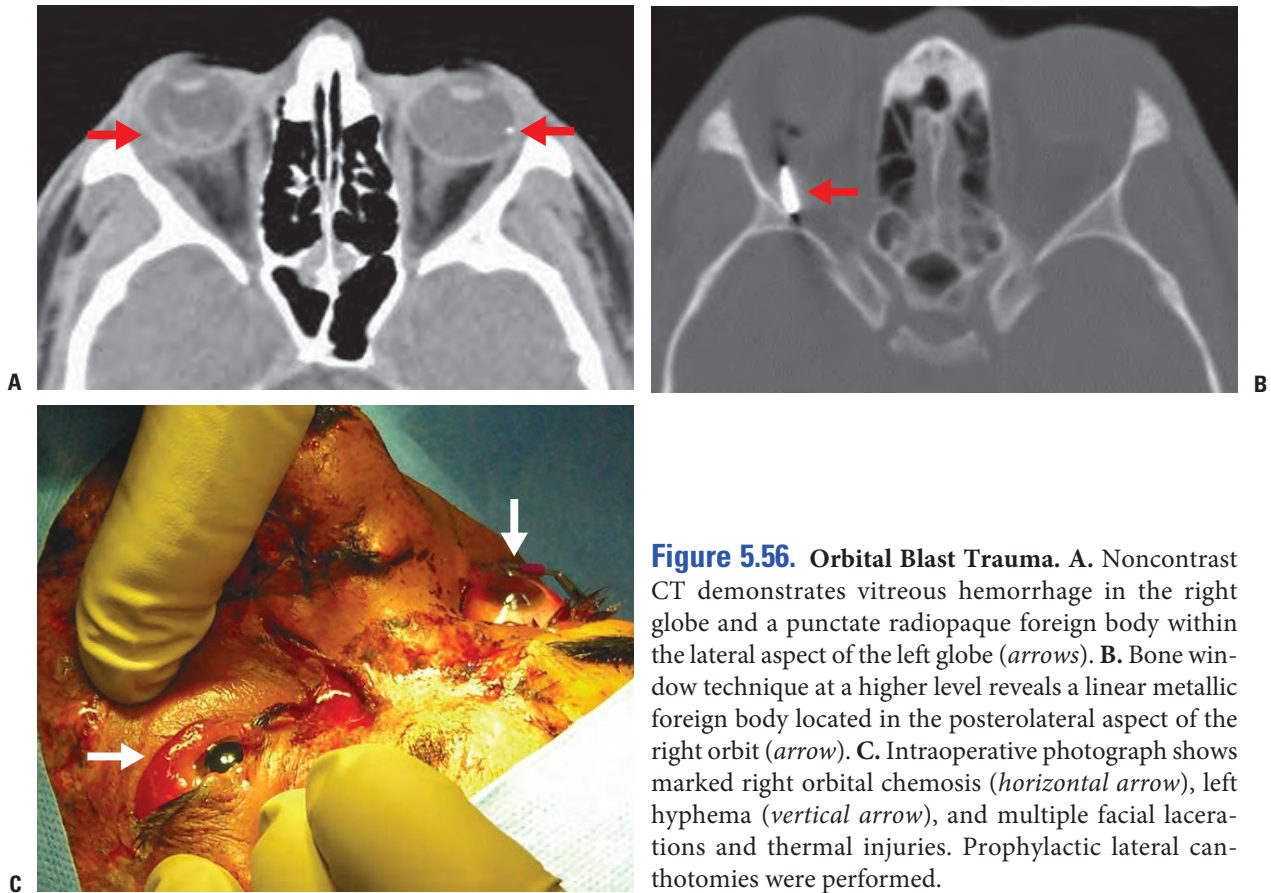 A
B
C
Figure 5.56. Orbital Blast Trauma. A. Noncontrast
CT demonstrates vitreous hemorrhage in the right
globe and a punctate radiopaque foreign body within
the lateral aspect of the left globe (arrows). B. Bone win-
dow technique at a higher level reveals a linear metallic
foreign body located in the posterolateral aspect of the
right orbit (arrow). C. Intraoperative photograph shows
marked right orbital chemosis (horizontal arrow), left
hyphema (vertical arrow), and multiple facial lacera-
tions and thermal injuries. Prophylactic lateral can-
thotomies were performed.